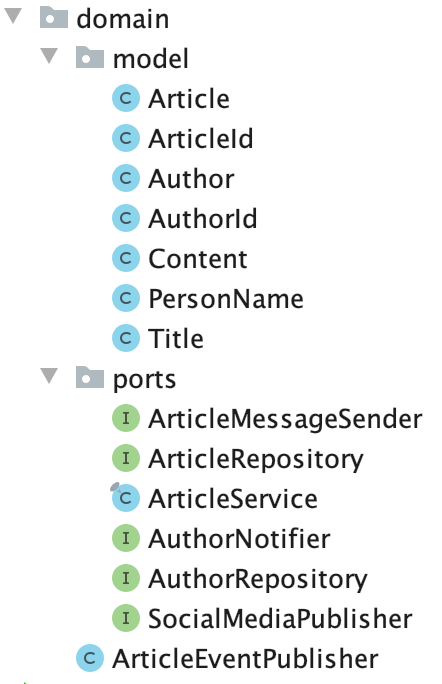 domain
model
C Article
C ArticleId
C Author
C AuthorId
C Content
C PersonName
C Title
ports
I ArticleMessageSender
I ArticleRepository
C ArticleService
I AuthorNotifier
I AuthorRepository
I SocialMediaPublisher
C ArticleEventPublisher